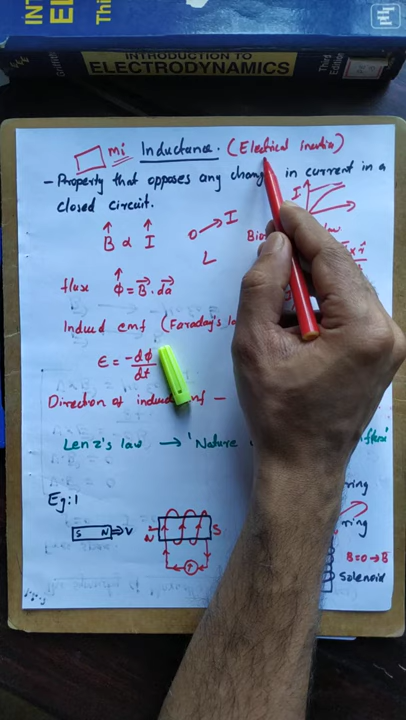 INTRODUCTION TO
ELECTRODYNAMICS
Third
Edition
mi Inductance. (Electrical inertia)
- Property that opposes any change in current in a
closed circuit.
I
B ∝ I
0 → I
L
flux Φ = B . da
Induced emf (Faraday's
ε = -dΦ/dt
Direction of induced emf -
Lenz's law → 'Nature
Eg:1
S N → v
N S
ring
ring
B=0→B
Solenoid